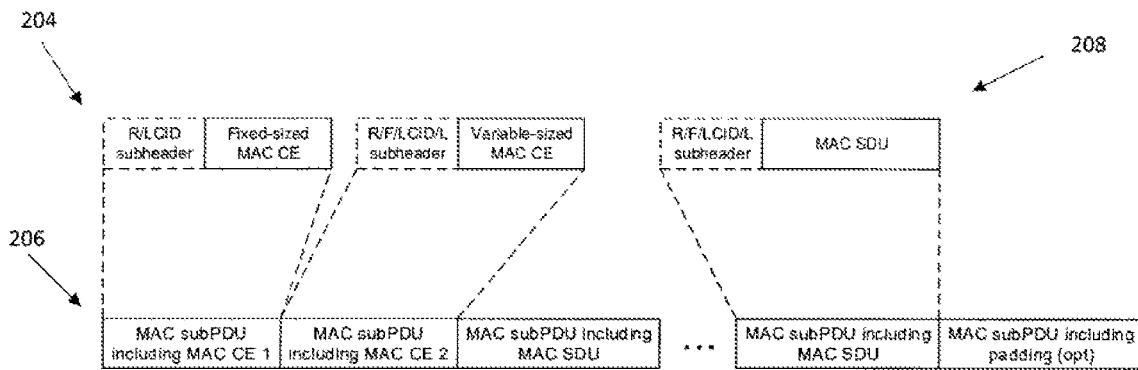 204
208
R/LCID
subheader
Fixed-sized
MAC CE
R/F/LCID/L
subheader
Variable-sized
MAC CE
R/F/LCID/L
subheader
MAC SDU
206
MAC subPDU
including MAC CE 1
MAC subPDU
including MAC CE 2
MAC subPDU including
MAC SDU
...
MAC subPDU including
MAC SDU
MAC subPDU including
padding (opt)